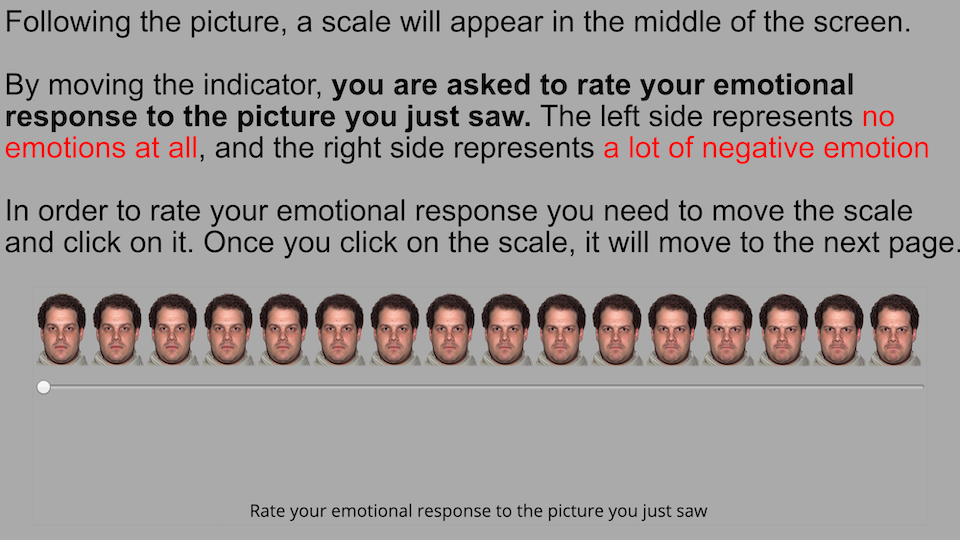 Following the picture, a scale will appear in the middle of the screen.
By moving the indicator, you are asked to rate your emotional
response to the picture you just saw. The left side represents no
emotions at all, and the right side represents a lot of negative emotion
In order to rate your emotional response you need to move the scale
and click on it. Once you click on the scale, it will move to the next page.
Rate your emotional response to the picture you just saw